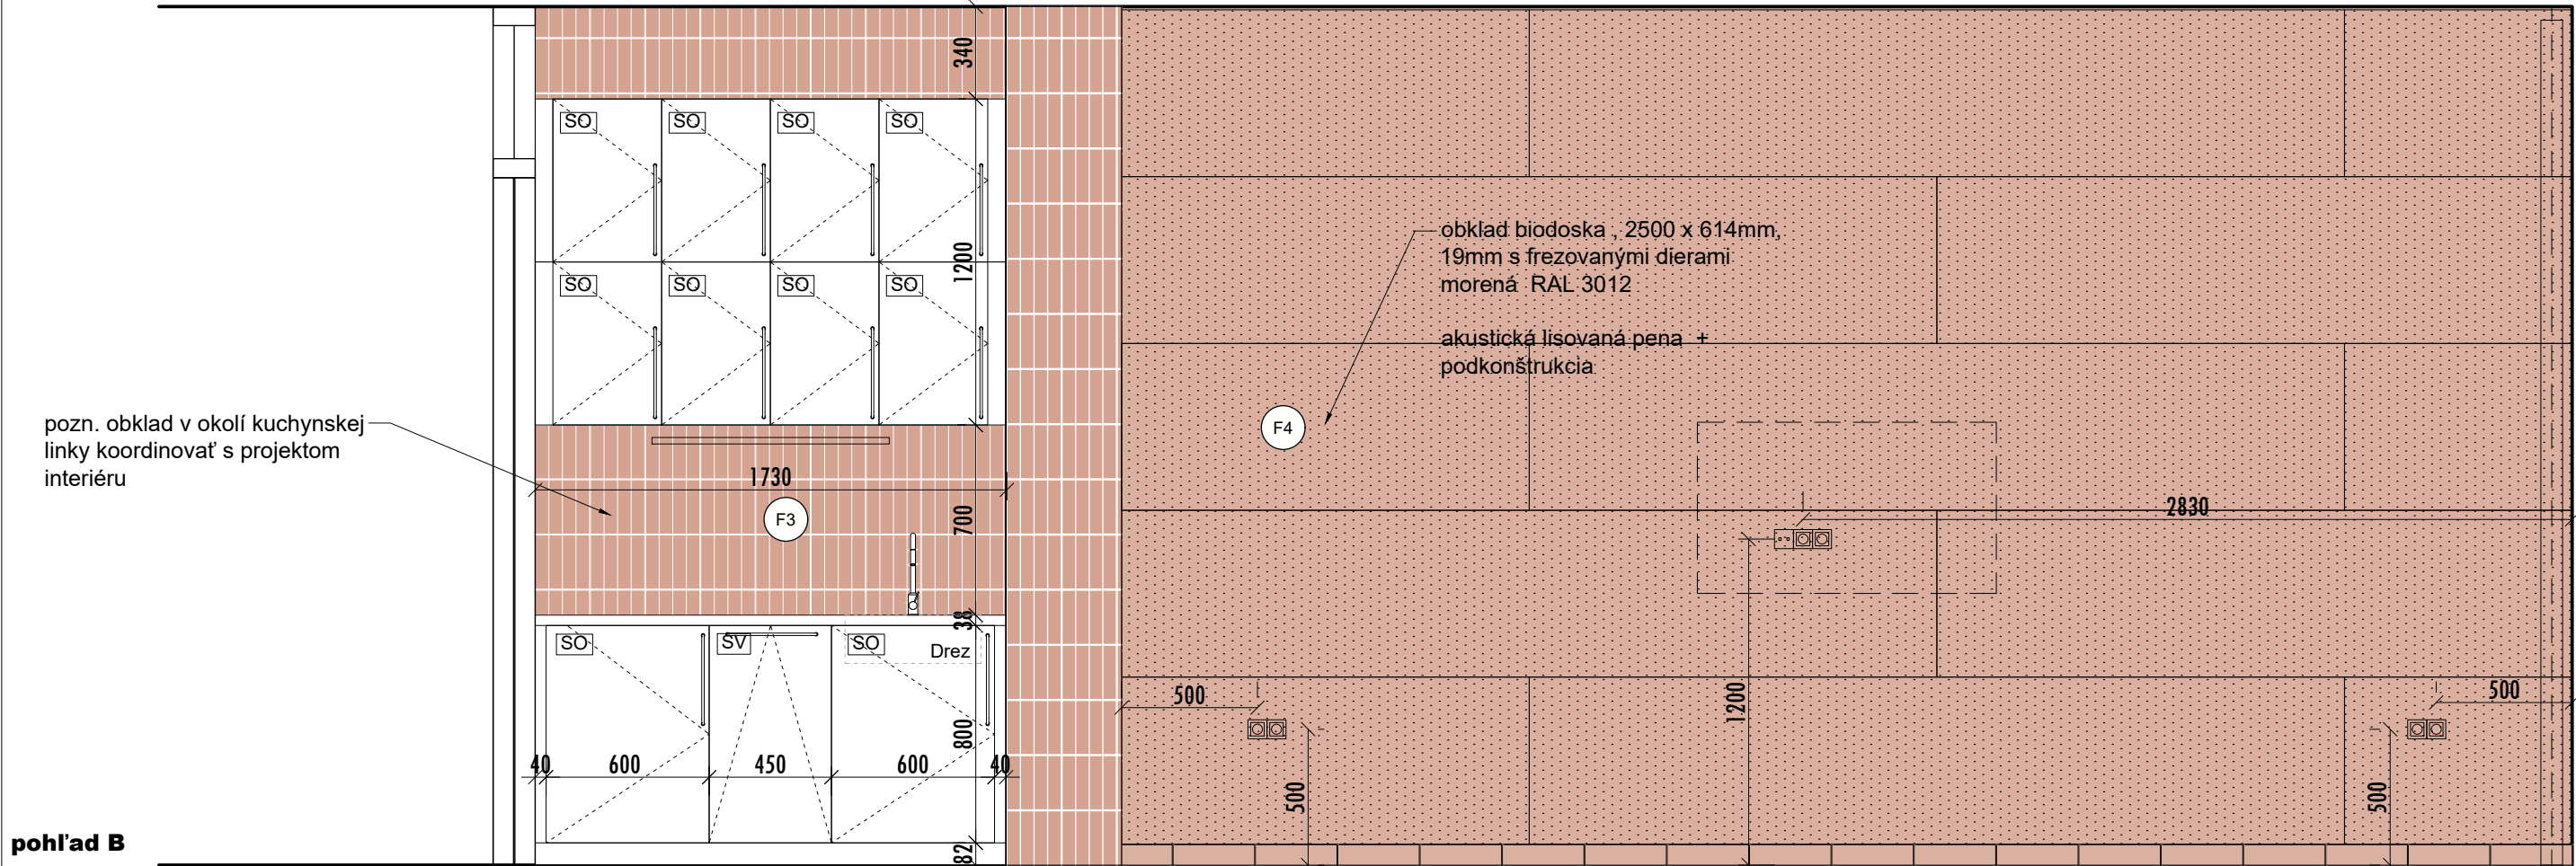 340
SO SO SO SO
1200
SO SO SO SO
obklad biodoska , 2500 x 614mm,
19mm s frezovanými dierami
morená RAL 3012
akustická lisovaná pena +
podkonštrukcia
pozn. obklad v okolí kuchynskej
linky koordinovať s projektom
interiéru
F4
1730
F3
700
2830
38
SO SV SO
Drez
500
1200
500
800
40 600 450 600 40
500
500
82
pohľad B